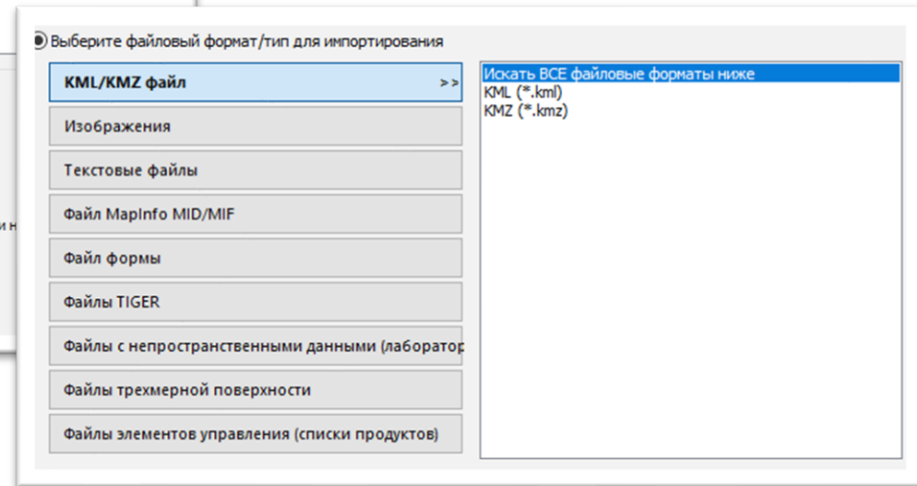 Выберите файловый формат/тип для импортирования
KML/KMZ файл >>
Изображения
Текстовые файлы
Файл MapInfo MID/MIF
Файл формы
Файлы TIGER
Файлы с непространственными данными (лаборатор
Файлы трехмерной поверхности
Файлы элементов управления (списки продуктов)
Искать ВСЕ файловые форматы ниже
KML (*.kml)
KMZ (*.kmz)
и н